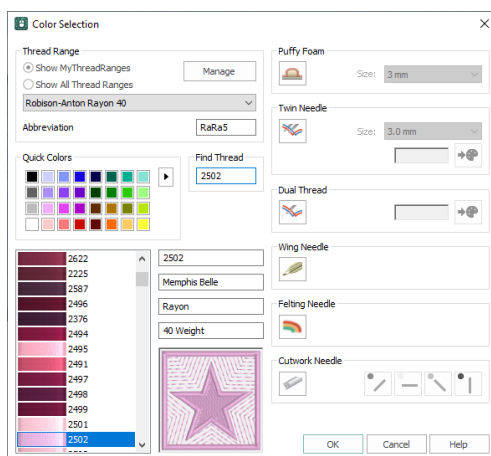 Color Selection
Thread Range
Show MyThreadRanges
Manage
Show All Thread Ranges
Robison-Anton Rayon 40
Abbreviation
RaRa5
Quick Colors
Find Thread
2502
2622
2225
2587
2496
2376
2494
2495
2491
2497
2498
2499
2501
2502
2502
Memphis Belle
Rayon
40 Weight
Puffy Foam
Size:
3 mm
Twin Needle
Size:
3.0 mm
Dual Thread
Wing Needle
Felting Needle
Cutwork Needle
OK
Cancel
Help